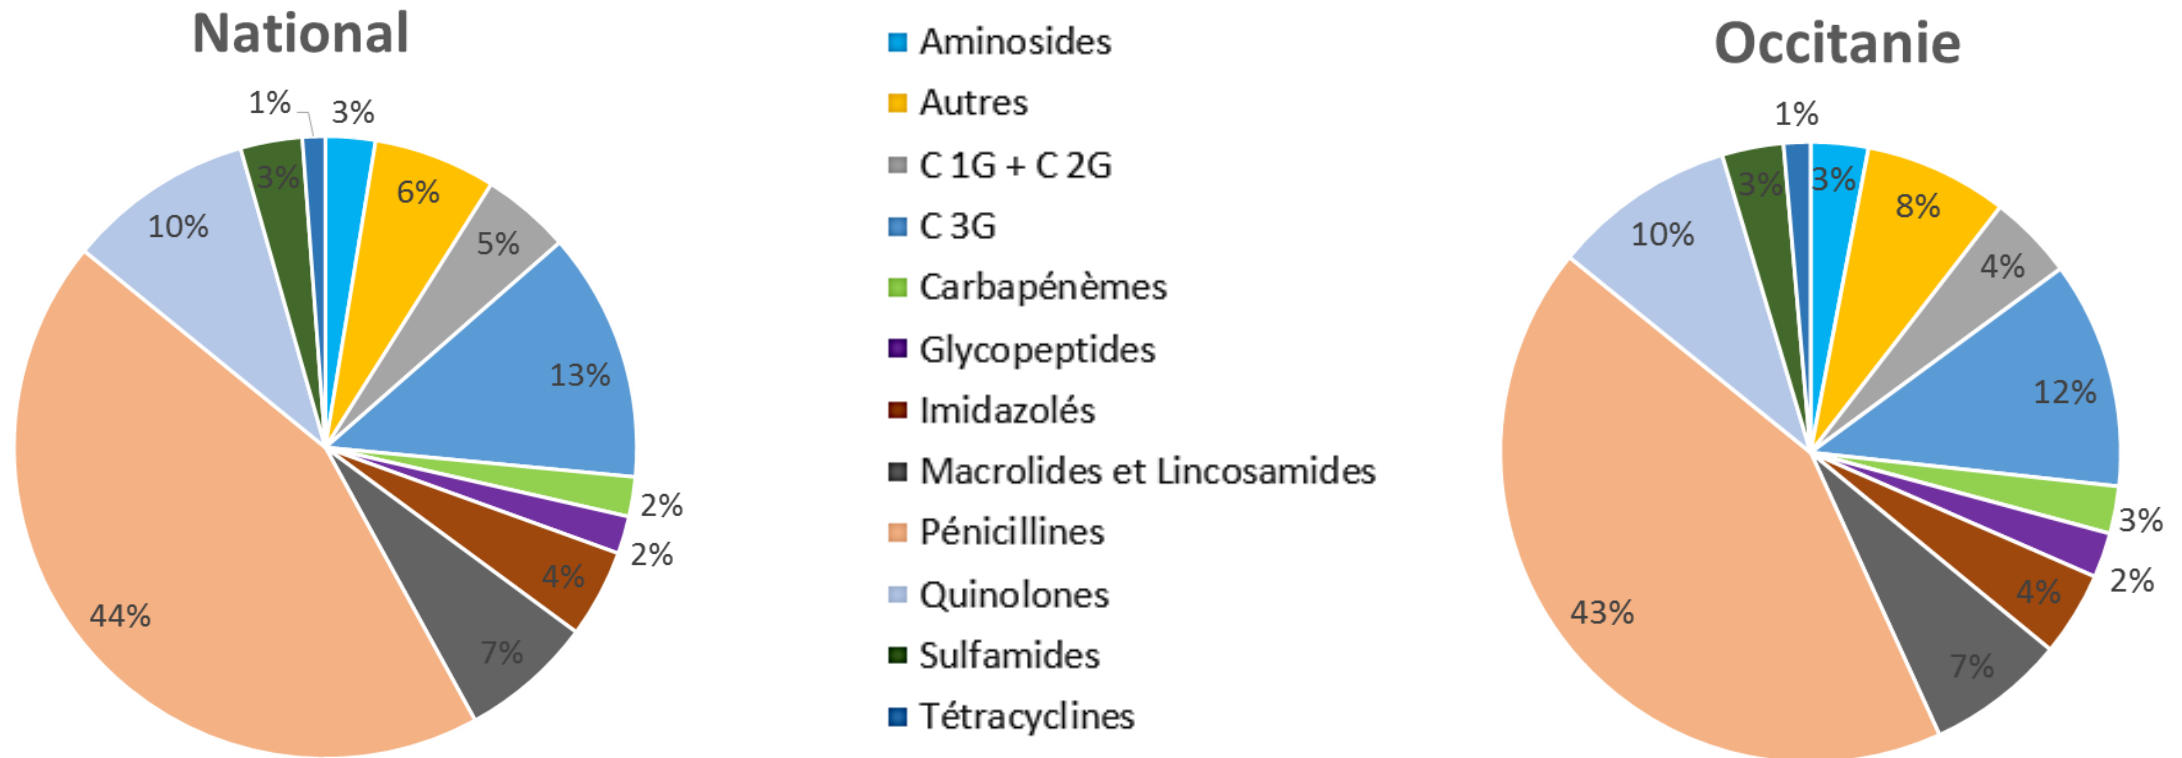 National
1%
3%
6%
5%
13%
2%
2%
4%
7%
44%
10%
3%
Aminosides
Autres
C 1G + C 2G
C 3G
Carbapénèmes
Glycopeptides
Imidazolés
Macrolides et Lincosamides
Pénicillines
Quinolones
Sulfamides
Tétracyclines
Occitanie
1%
3%
8%
4%
12%
3%
2%
4%
7%
43%
10%
3%